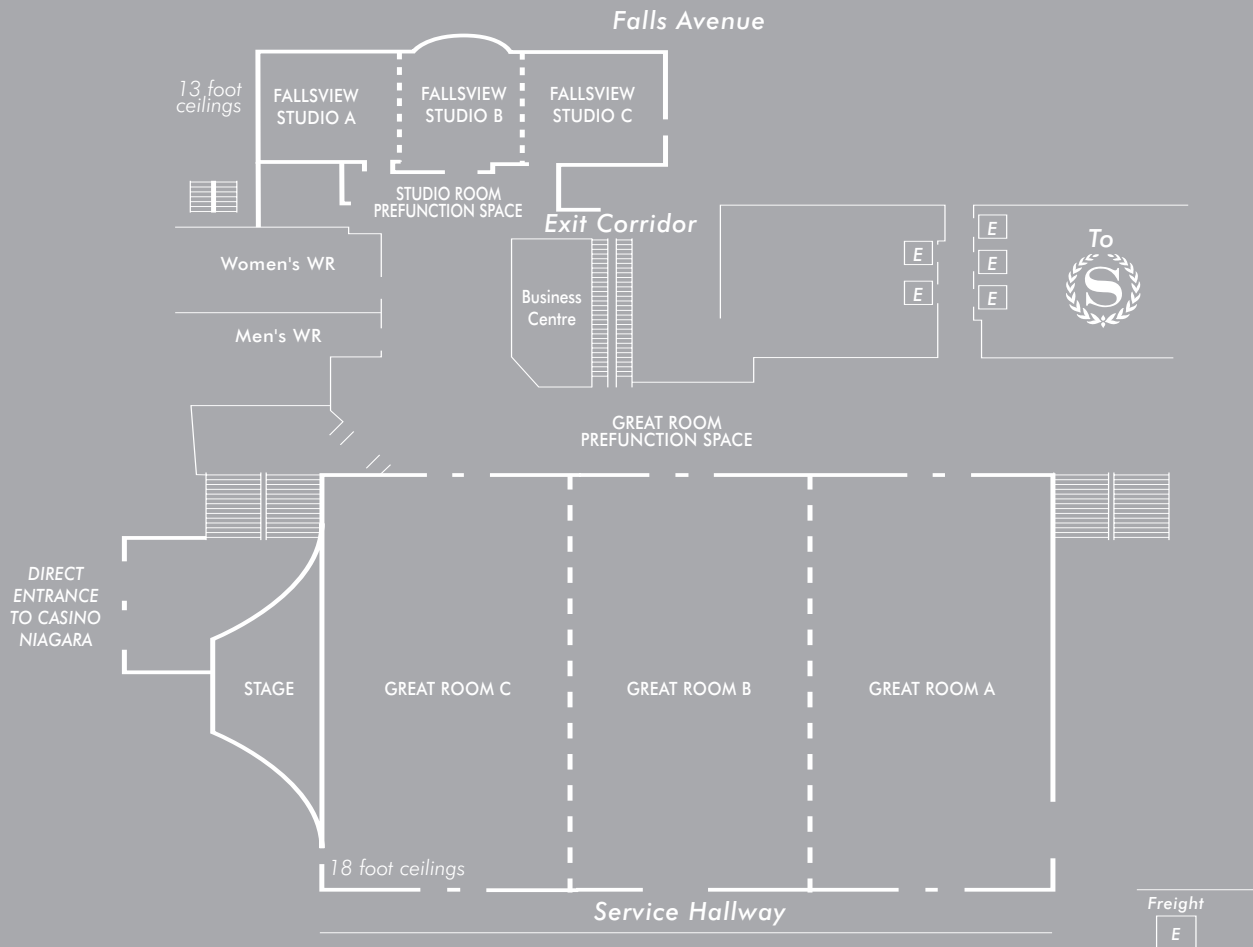 Falls Avenue
13 foot
ceilings
FALLSVIEW
STUDIO A
FALLSVIEW
STUDIO B
FALLSVIEW
STUDIO C
STUDIO ROOM
PREFUNCTION SPACE
Exit Corridor
Women's WR
Men's WR
Business
Centre
E
E
E
E
E
To
S
GREAT ROOM
PREFUNCTION SPACE
DIRECT
ENTRANCE
TO CASINO
NIAGARA
STAGE
GREAT ROOM C
GREAT ROOM B
GREAT ROOM A
18 foot ceilings
Service Hallway
Freight
E